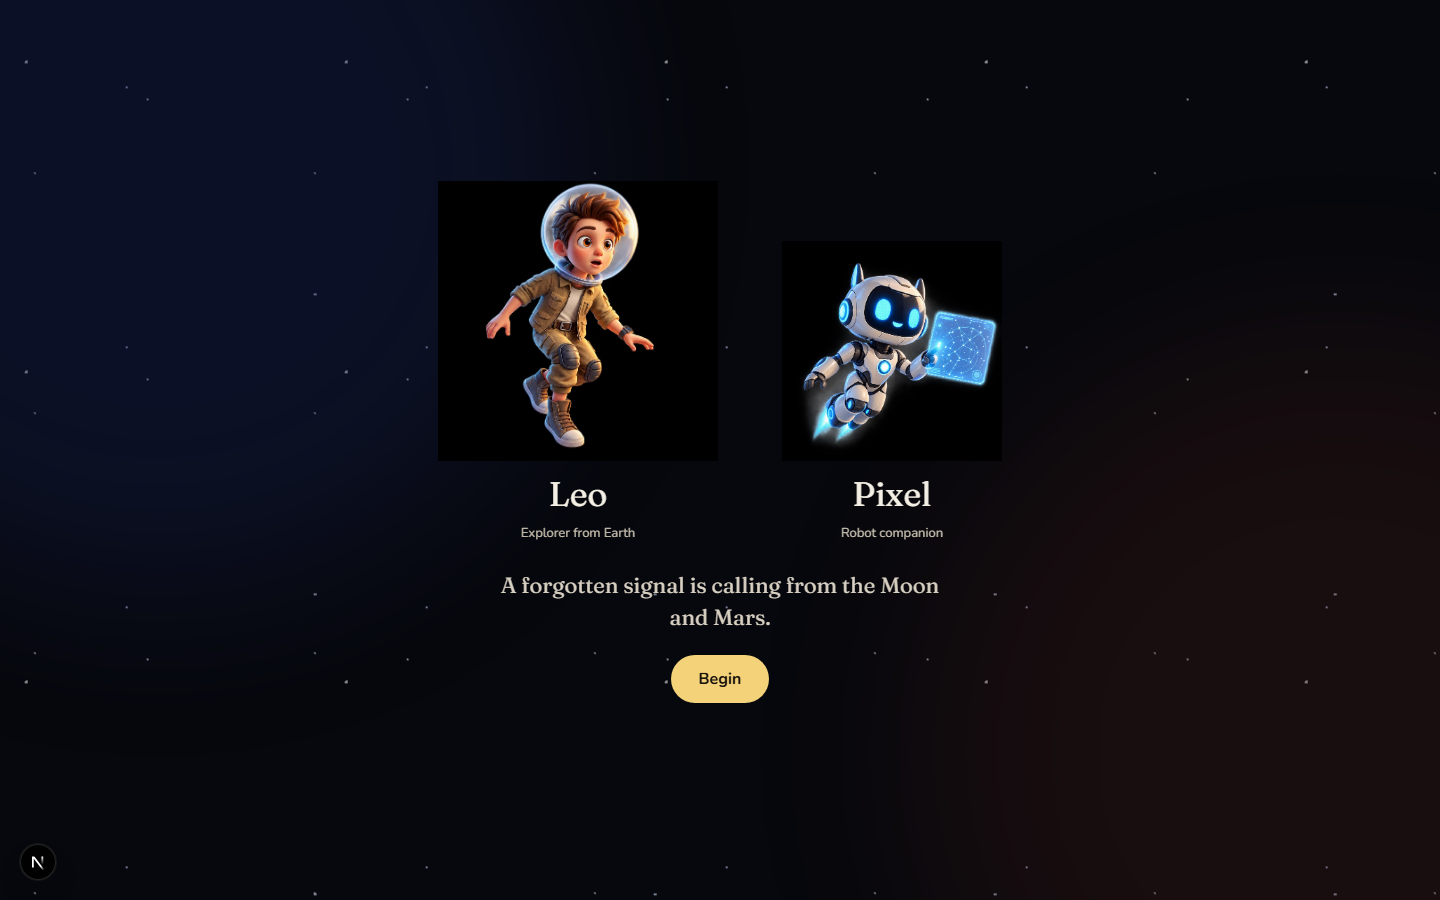 Leo
Pixel
Explorer from Earth
Robot companion
A forgotten signal is calling from the Moon
and Mars.
Begin
N